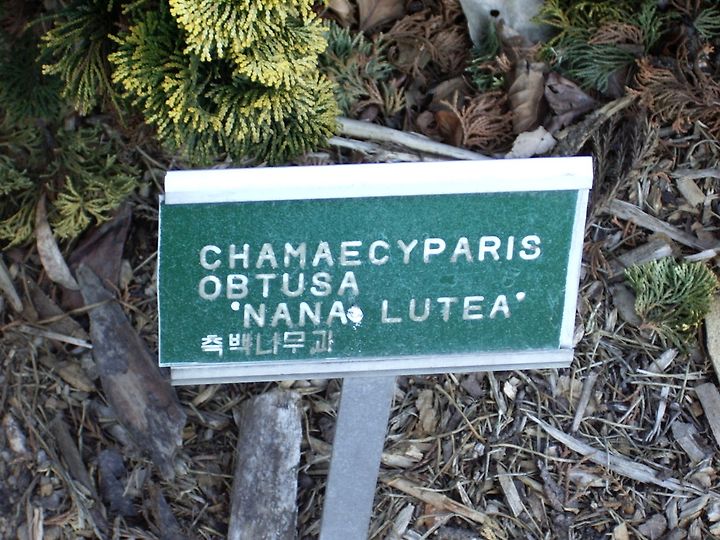 CHAMAECYPARIS
OBTUSA
'NANA LUTEA'
측백나무과